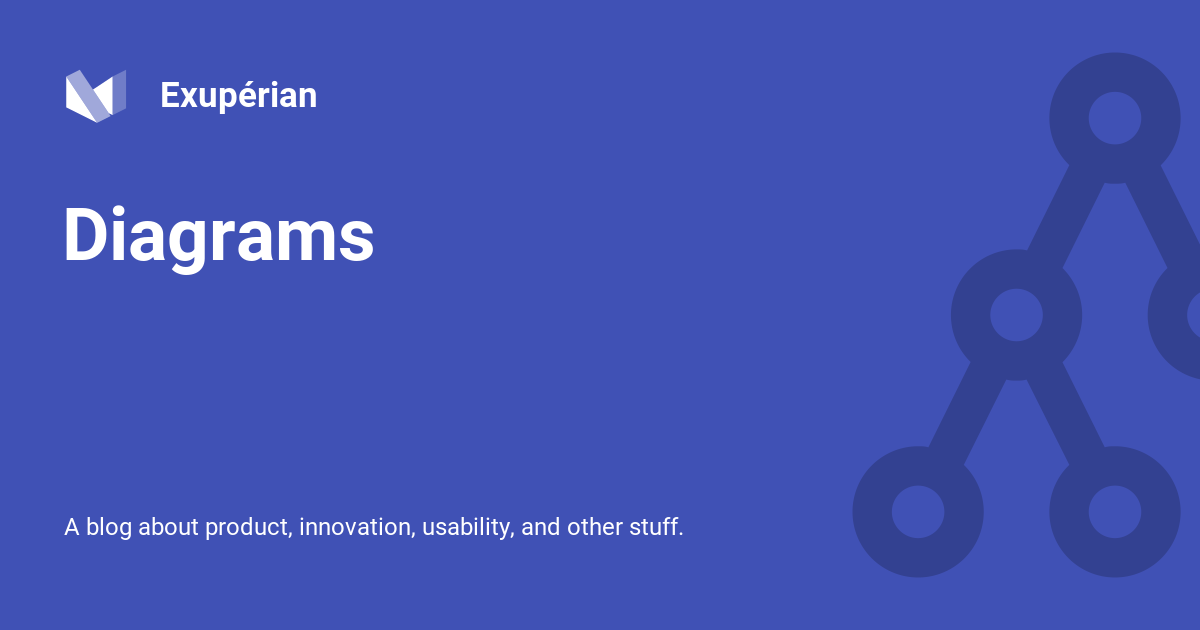 Exupérian
Diagrams
A blog about product, innovation, usability, and other stuff.